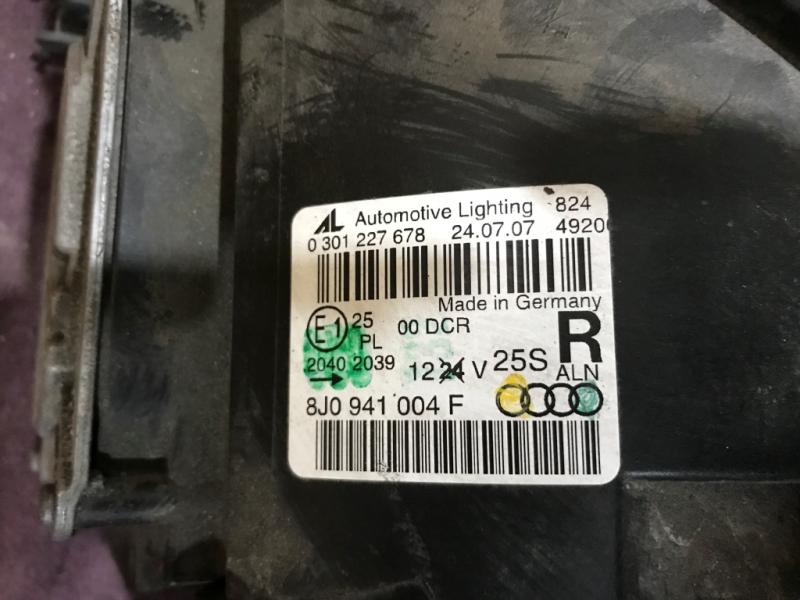 AL Automotive Lighting 824
0 301 227 678 24.07.07 4920
Made in Germany
E1 25 00 DCR R
PL
2040 2039 12 24 V 25S ALN
→
8J0 941 004 F